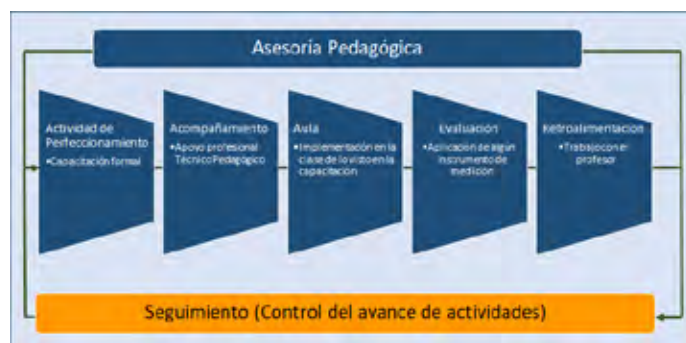 Asesoría Pedagógica
Actividad de
Perfeccionamiento
•Capacitación formal
Acompañamiento
•Apoyo profesional
Técnico Pedagógico
Aula
•Implementación en la
clase de lo visto en la
capacitación
Evaluación
•Aplicación de algún
instrumento de
medición
Retroalimentación
•Trabajo con el
profesor
Seguimiento (Control del avance de actividades)